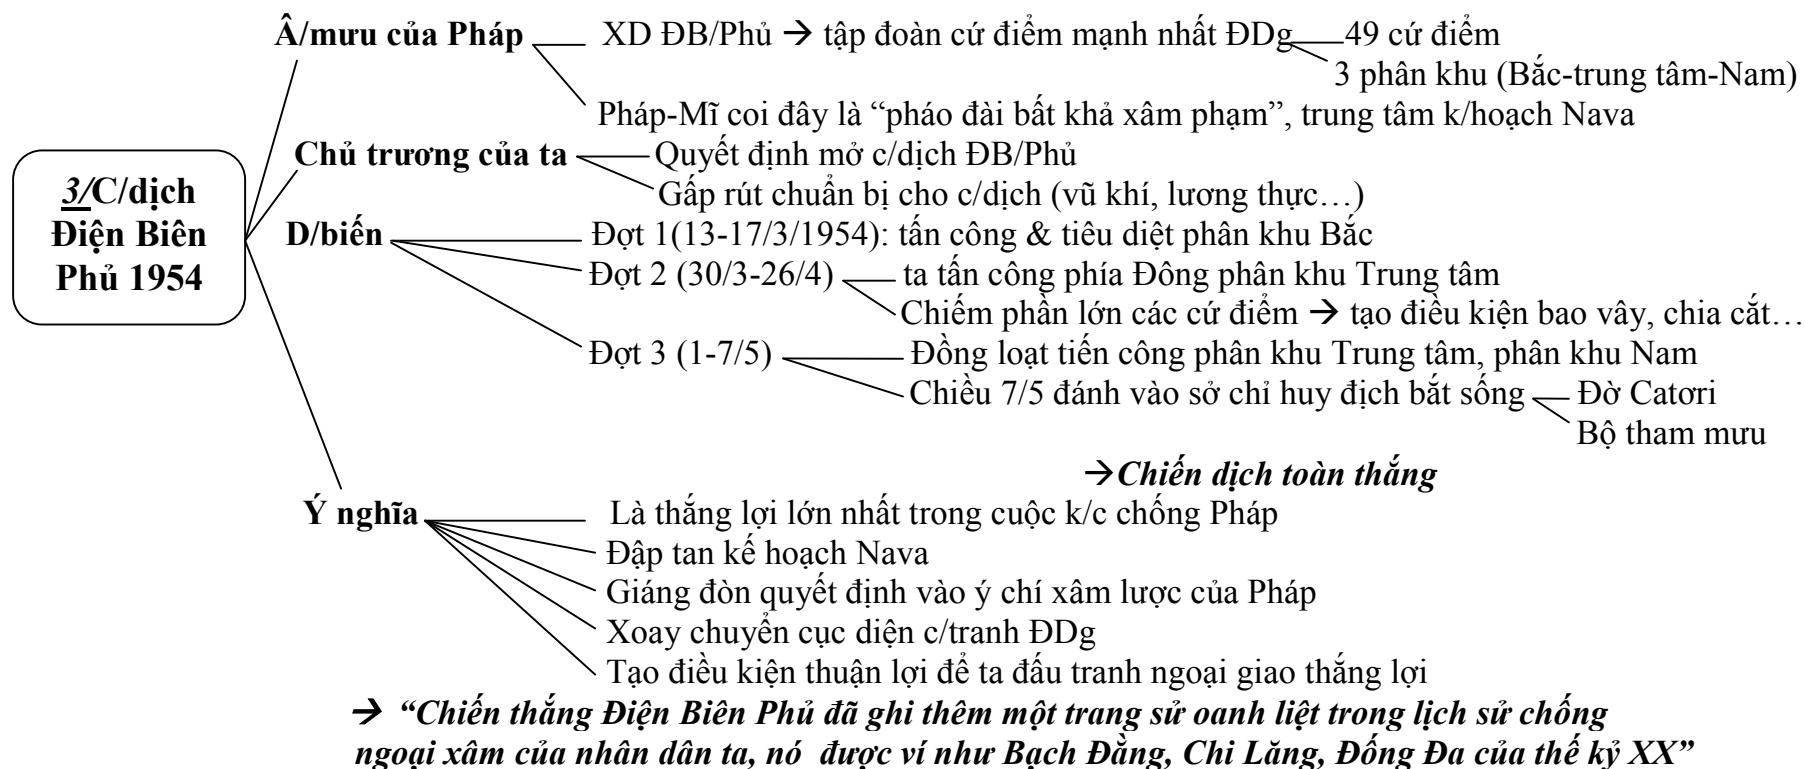 Â/mưu của Pháp XD ĐB/Phủ → tập đoàn cứ điểm mạnh nhất ĐDg 49 cứ điểm
3 phân khu (Bắc-trung tâm-Nam)
Pháp-Mĩ coi đây là “pháo đài bất khả xâm phạm”, trung tâm k/hoạch Nava
Chủ trương của ta Quyết định mở c/dịch ĐB/Phủ
Gấp rút chuẩn bị cho c/dịch (vũ khí, lương thực…)
3/C/dịch
Điện Biên
Phủ 1954
D/biến Đợt 1(13-17/3/1954): tấn công & tiêu diệt phân khu Bắc
Đợt 2 (30/3-26/4) ta tấn công phía Đông phân khu Trung tâm
Chiếm phần lớn các cứ điểm → tạo điều kiện bao vây, chia cắt…
Đợt 3 (1-7/5) Đồng loạt tiến công phân khu Trung tâm, phân khu Nam
Chiều 7/5 đánh vào sở chỉ huy địch bắt sống Đờ Catơri
Bộ tham mưu
→Chiến dịch toàn thắng
Ý nghĩa Là thắng lợi lớn nhất trong cuộc k/c chống Pháp
Đập tan kế hoạch Nava
Giáng đòn quyết định vào ý chí xâm lược của Pháp
Xoay chuyển cục diện c/tranh ĐDg
Tạo điều kiện thuận lợi để ta đấu tranh ngoại giao thắng lợi
→ “Chiến thắng Điện Biên Phủ đã ghi thêm một trang sử oanh liệt trong lịch sử chống
ngoại xâm của nhân dân ta, nó được ví như Bạch Đằng, Chi Lăng, Đống Đa của thế kỷ XX”